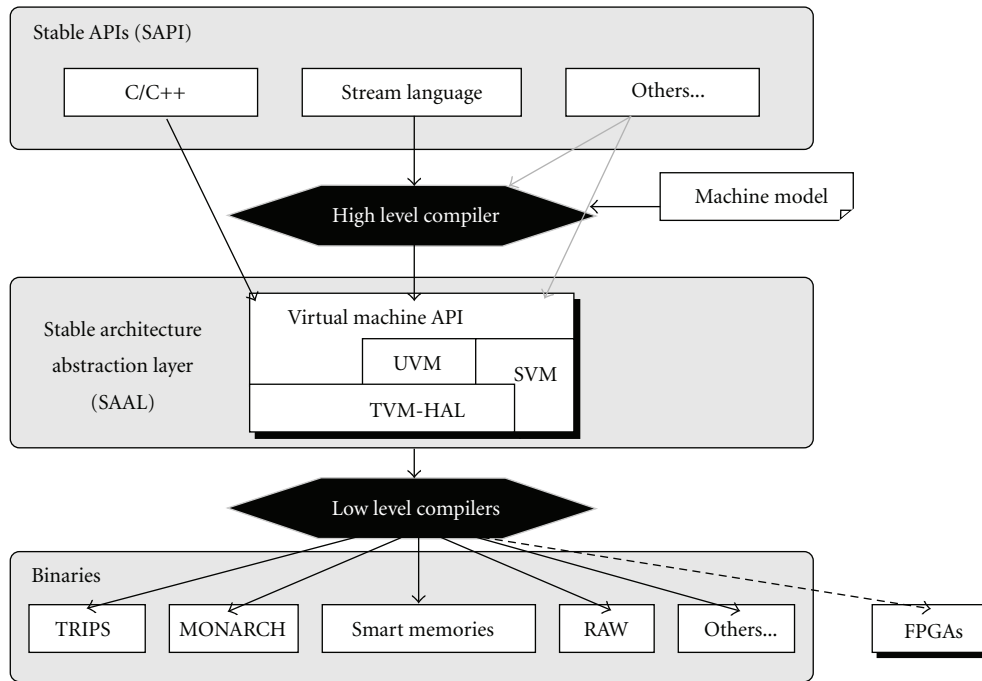 Stable APIs (SAPI)
C/C++
Stream language
Others...
Machine model
High level compiler
Stable architecture
abstraction layer
(SAAL)
Virtual machine API
UVM
SVM
TVM-HAL
Low level compilers
Binaries
TRIPS
MONARCH
Smart memories
RAW
Others...
FPGAs